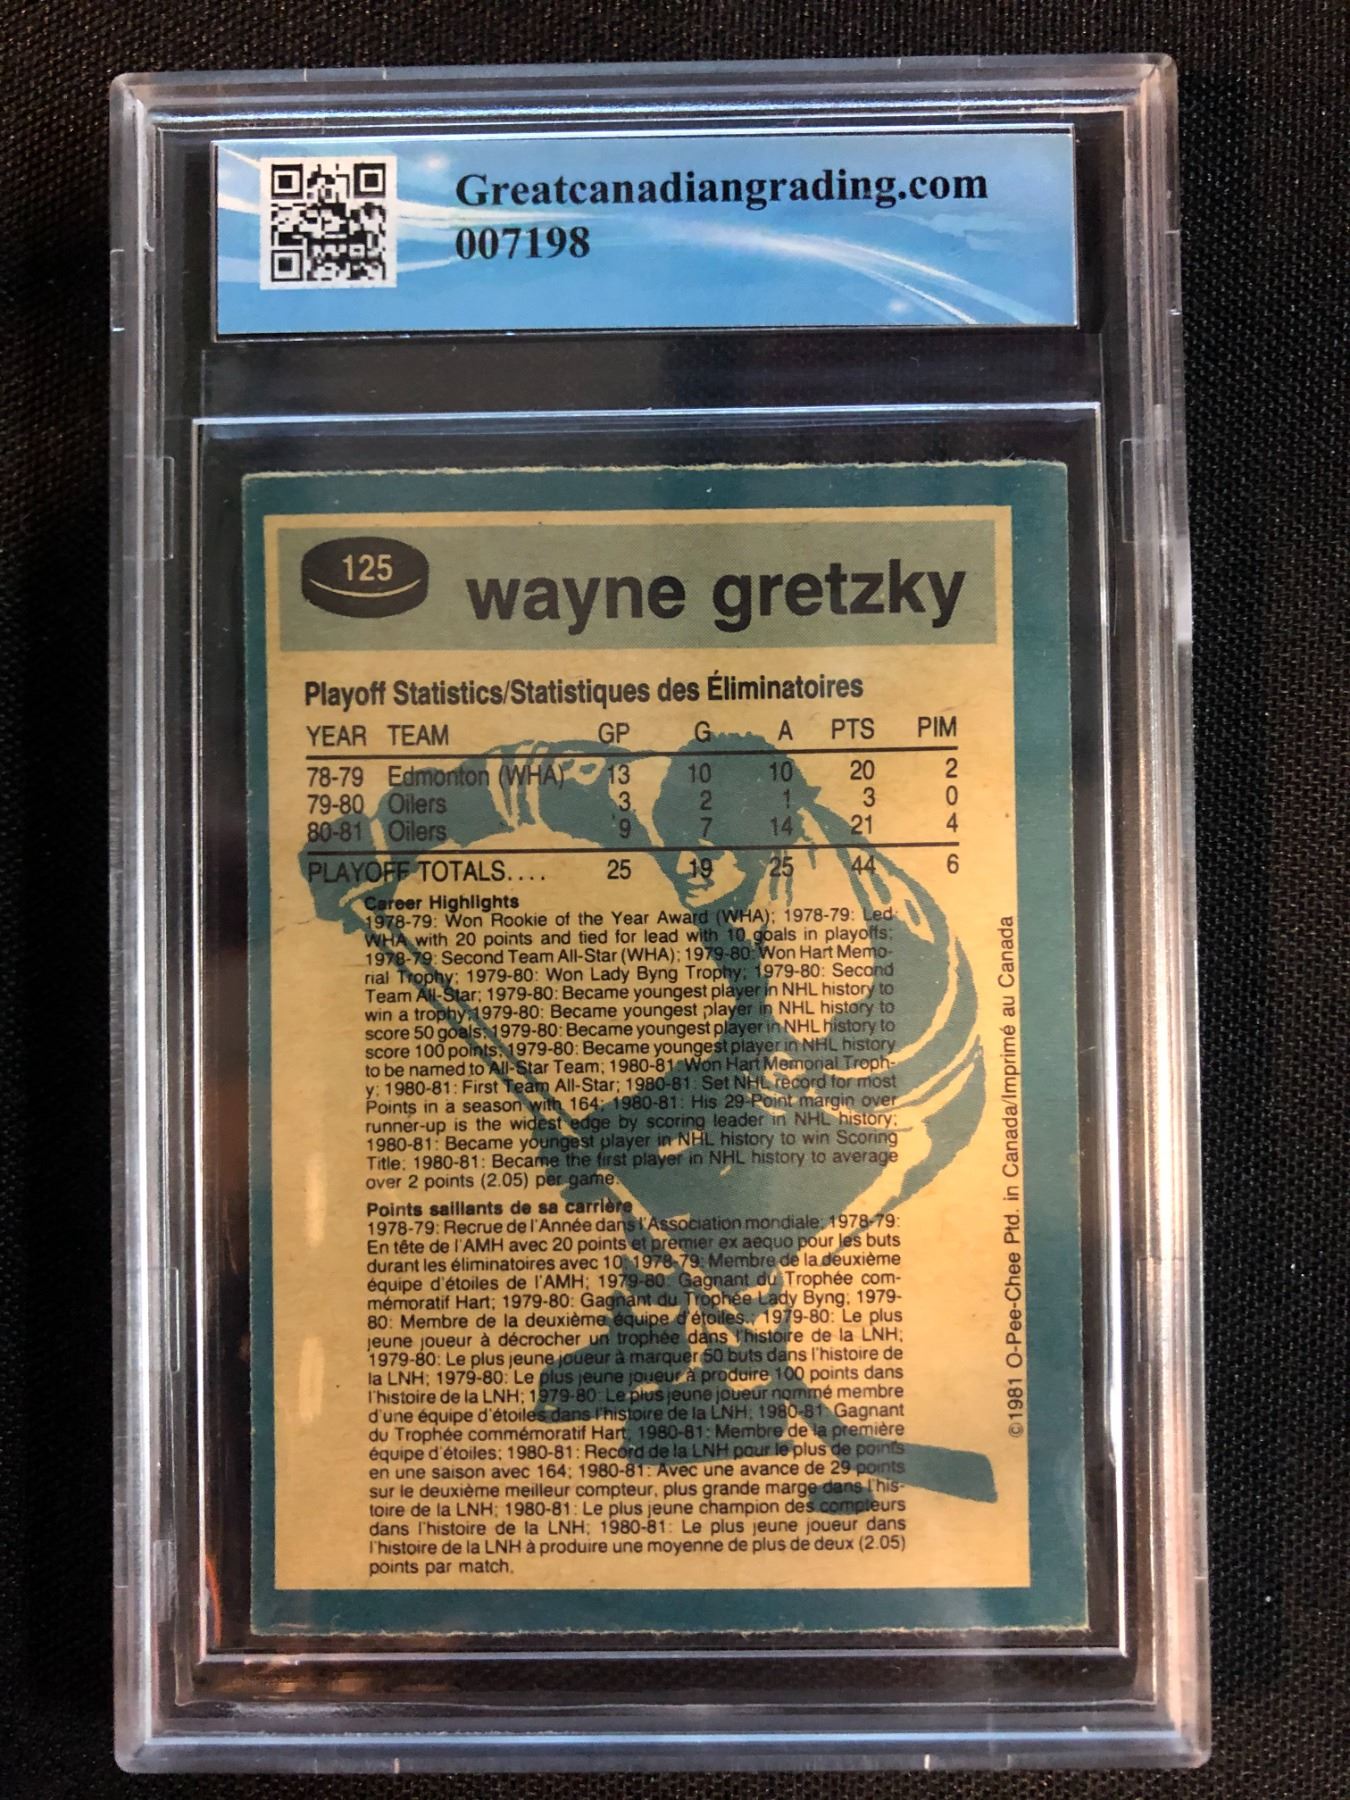 Greatcanadiangrading.com
007198
125
wayne gretzky
Playoff Statistics/Statistiques des Éliminatoires
YEAR TEAM GP G A PTS PIM
78-79 Edmonton (WHA) 13 10 10 20 2
79-80 Oilers 3 2 1 3 0
80-81 Oilers 9 7 14 21 4
PLAYOFF TOTALS.... 25 19 25 44 6
Career Highlights
1978-79: Won Rookie of the Year Award (WHA); 1978-79: Led
WHA with 20 points and tied for lead with 10 goals in playoffs;
1978-79: Second Team All-Star (WHA); 1979-80: Won Hart Memo-
rial Trophy; 1979-80: Won Lady Byng Trophy; 1979-80: Second
Team All-Star; 1979-80: Became youngest player in NHL history to
win a trophy; 1979-80: Became youngest player in NHL history to
score 50 goals; 1979-80: Became youngest player in NHL history to
score 100 points; 1979-80: Became youngest player in NHL history
to be named to All-Star Team; 1980-81: Won Hart Memorial Troph-
y; 1980-81: First Team All-Star; 1980-81: Set NHL record for most
Points in a season with 164; 1980-81: His 29-Point margin over
runner-up is the widest edge by scoring leader in NHL history;
1980-81: Became youngest player in NHL history to win Scoring
Title; 1980-81: Became the first player in NHL history to average
over 2 points (2.05) per game.
Points saillants de sa carrière
1978-79: Recrue de l'Année dans l'Association mondiale; 1978-79:
En tête de l'AMH avec 20 points et premier ex aequo pour les buts
durant les éliminatoires avec 10; 1978-79: Membre de la deuxième
équipe d'étoiles de l'AMH; 1979-80: Gagnant du Trophée com-
mémoratif Hart; 1979-80: Gagnant du Trophée Lady Byng; 1979-
80: Membre de la deuxième équipe d'étoiles.; 1979-80: Le plus
jeune joueur à décrocher un trophée dans l'histoire de la LNH;
1979-80: Le plus jeune joueur à marquer 50 buts dans l'histoire de
la LNH; 1979-80: Le plus jeune joueur à produire 100 points dans
l'histoire de la LNH; 1979-80: Le plus jeune joueur nommé membre
d'une équipe d'étoiles dans l'histoire de la LNH; 1980-81: Gagnant
du Trophée commémoratif Hart; 1980-81: Membre de la première
équipe d'étoiles; 1980-81: Record de la LNH pour le plus de points
en une saison avec 164; 1980-81: Avec une avance de 29 points
sur le deuxième meilleur compteur, plus grande marge dans l'his-
toire de la LNH; 1980-81: Le plus jeune champion des compteurs
dans l'histoire de la LNH; 1980-81: Le plus jeune joueur dans
l'histoire de la LNH à produire une moyenne de plus de deux (2.05)
points par match.
©1981 O-Pee-Chee Ptd. in Canada/Imprimé au Canada